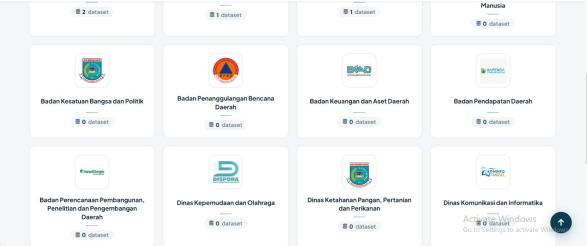 2 dataset
1 dataset
1 dataset
Manusia
0 dataset
Badan Kesatuan Bangsa dan Politik
0 dataset
Badan Penanggulangan Bencana
Daerah
0 dataset
Badan Keuangan dan Aset Daerah
0 dataset
Badan Pendapatan Daerah
0 dataset
Badan Perencanaan Pembangunan,
Penelitian dan Pengembangan
Daerah
0 dataset
DISPORA
Dinas Kepemudaan dan Olahraga
0 dataset
Dinas Ketahanan Pangan, Pertanian
dan Perikanan
0 dataset
Dinas Komunikasi dan Informatika
0 dataset
Activate Windows
Go to Settings to activate Windows